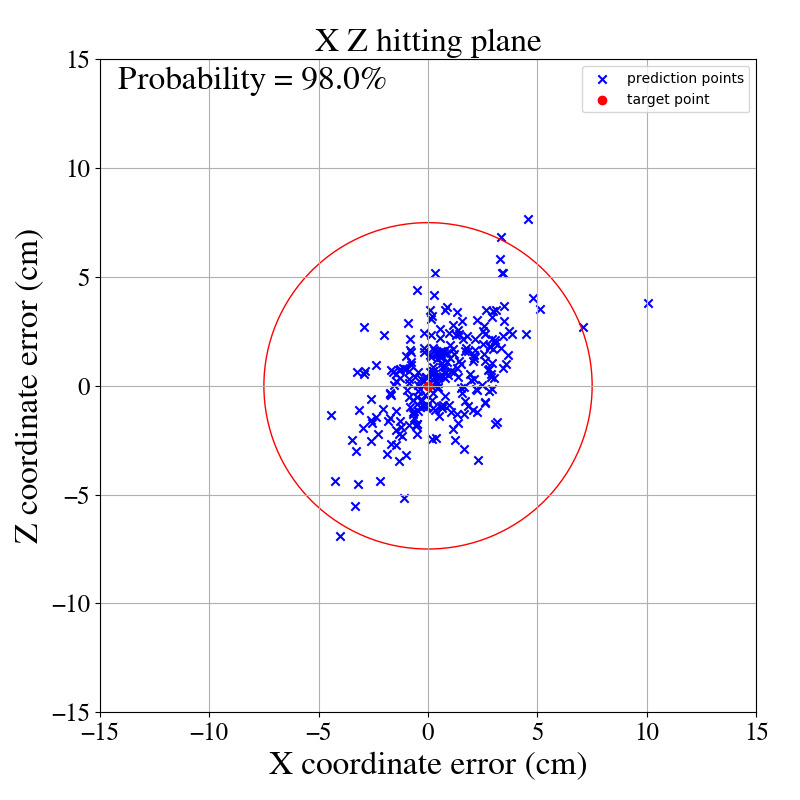 X Z hitting plane
Probability = 98.0%
prediction points
target point
15
10
5
0
−5
−10
−15
Z coordinate error (cm)
−15
−10
−5
0
5
10
15
X coordinate error (cm)